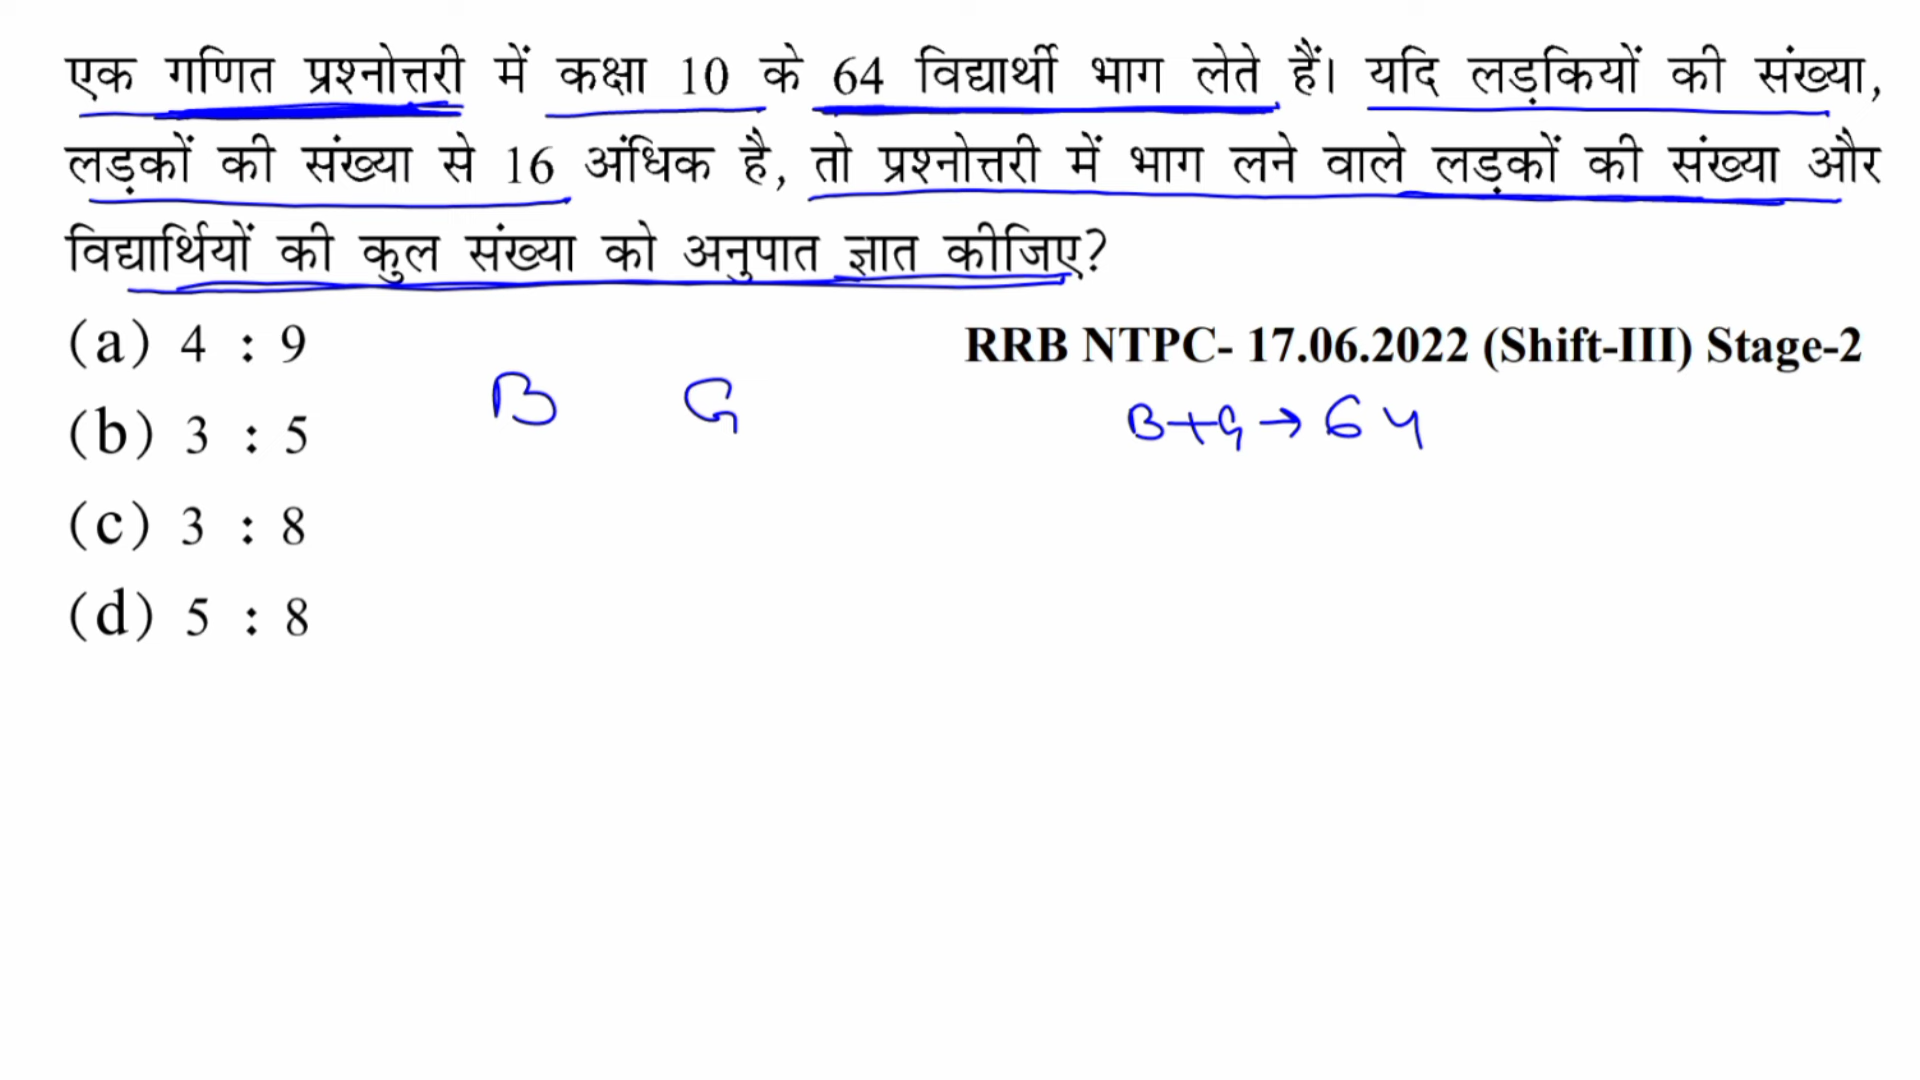 एक गणित प्रश्नोत्तरी में कक्षा 10 के 64 विद्यार्थी भाग लेते हैं। यदि लड़कियों की संख्या,
लड़कों की संख्या से 16 अंधिक है, तो प्रश्नोत्तरी में भाग लने वाले लड़कों की संख्या और
विद्यार्थियों की कुल संख्या को अनुपात ज्ञात कीजिए?
(a) 4 : 9
RRB NTPC- 17.06.2022 (Shift-III) Stage-2
B G
B+G → 64
(b) 3 : 5
(c) 3 : 8
(d) 5 : 8